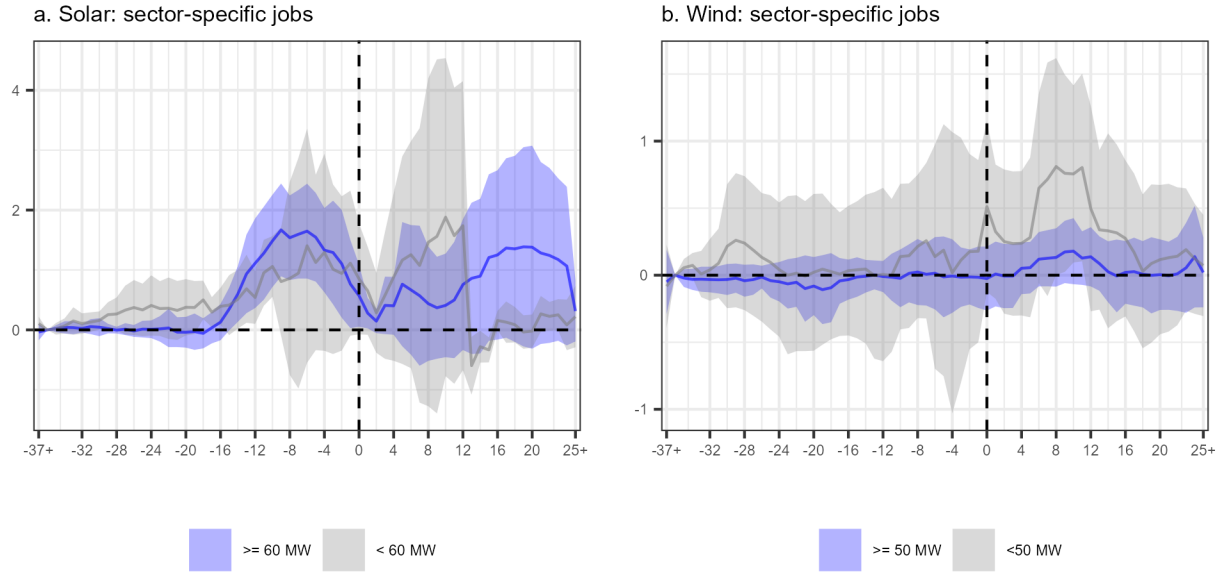 a. Solar: sector-specific jobs
b. Wind: sector-specific jobs
4
2
0
-37+ -32 -28 -24 -20 -16 -12 -8 -4 0 4 8 12 16 20 25+
1
0
-1
-37+ -32 -28 -24 -20 -16 -12 -8 -4 0 4 8 12 16 20 25+
>= 60 MW < 60 MW
>= 50 MW <50 MW